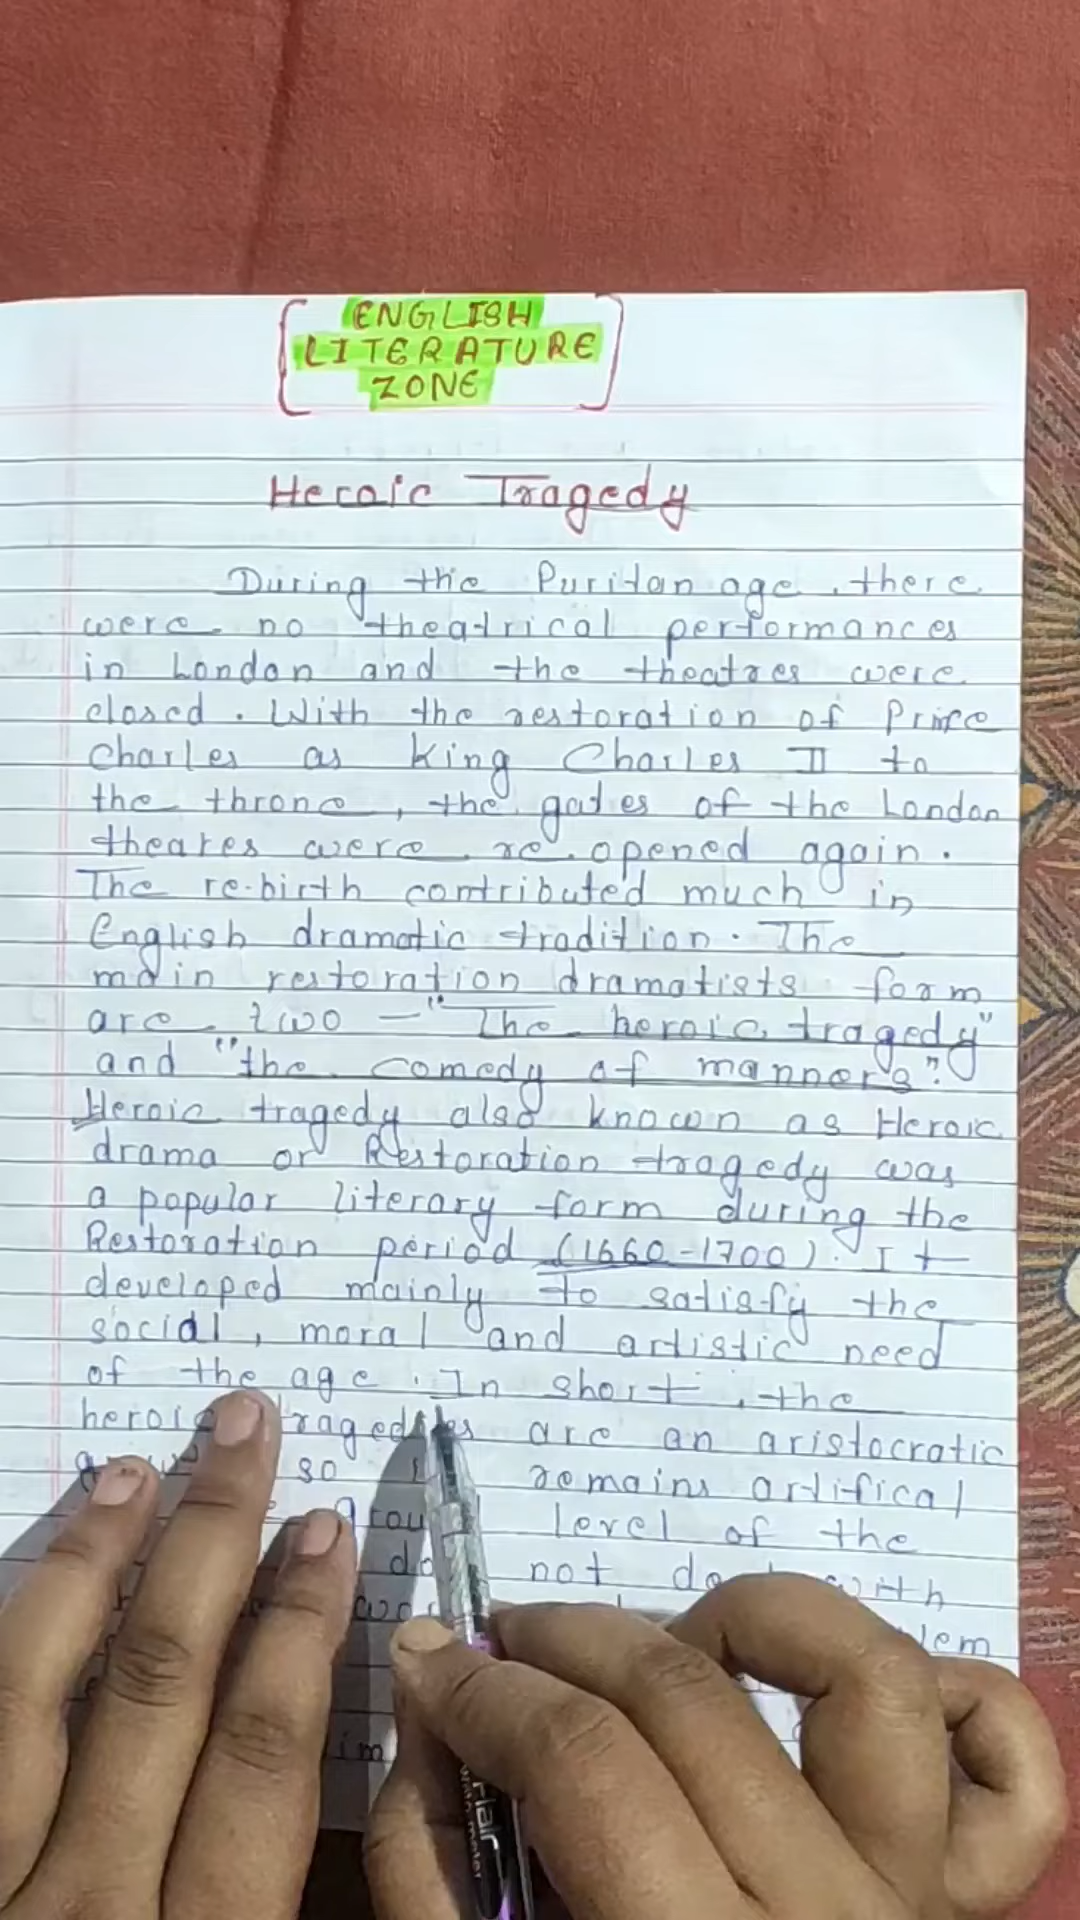 ENGLISH
LITERATURE
ZONE
Heroic Tragedy
During the Puritan age, there
were no theatrical performances
in London and the theatres were
closed. With the restoration of Prince
Charles as King Charles II to
the throne, the gates of the London
theares were re-opened again.
The re-birth contributed much in
English dramatic tradition. The
main restoration dramatists form
are two - "The heroic tragedy"
and "the comedy of manners".
Heroic tragedy also known as Heroic
drama or Restoration tragedy was
a popular literary form during the
Restoration period (1660-1700). It
developed mainly to satisfy the
social, moral and artistic need
of the age. In short, the
heroic tragedies are an aristocratic
so remains artifical
level of the
not with